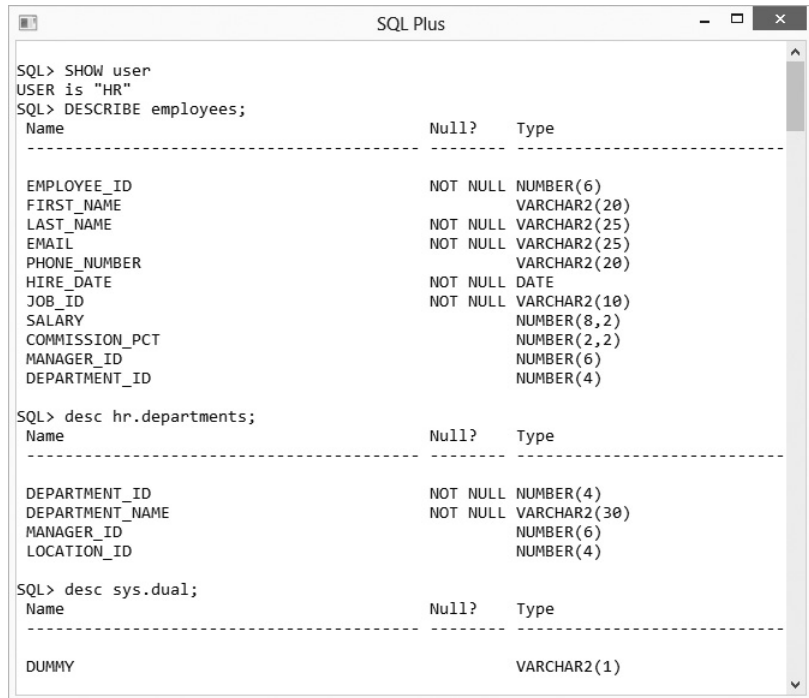 SQL Plus
SQL> SHOW user
USER is "HR"
SQL> DESCRIBE employees;
Name Null? Type
----------------------------------------- -------- ----------------------------
EMPLOYEE_ID NOT NULL NUMBER(6)
FIRST_NAME VARCHAR2(20)
LAST_NAME NOT NULL VARCHAR2(25)
EMAIL NOT NULL VARCHAR2(25)
PHONE_NUMBER VARCHAR2(20)
HIRE_DATE NOT NULL DATE
JOB_ID NOT NULL VARCHAR2(10)
SALARY NUMBER(8,2)
COMMISSION_PCT NUMBER(2,2)
MANAGER_ID NUMBER(6)
DEPARTMENT_ID NUMBER(4)
SQL> desc hr.departments;
Name Null? Type
----------------------------------------- -------- ----------------------------
DEPARTMENT_ID NOT NULL NUMBER(4)
DEPARTMENT_NAME NOT NULL VARCHAR2(30)
MANAGER_ID NUMBER(6)
LOCATION_ID NUMBER(4)
SQL> desc sys.dual;
Name Null? Type
----------------------------------------- -------- ----------------------------
DUMMY VARCHAR2(1)